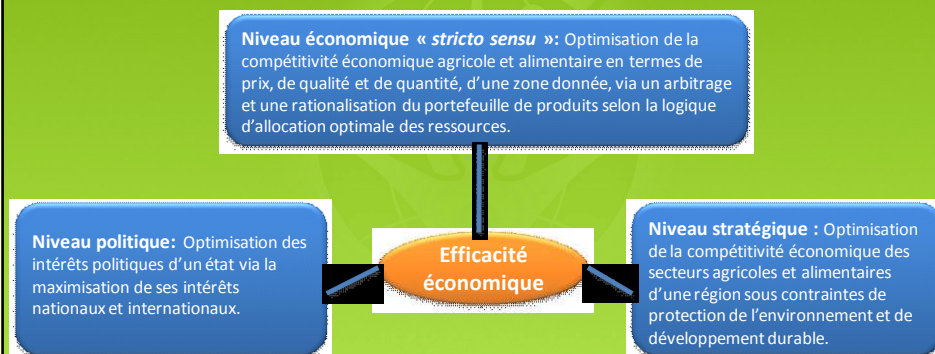 Niveau économique « stricto sensu »: Optimisation de la
compétitivité économique agricole et alimentaire en termes de
prix, de qualité et de quantité, d’une zone donnée, via un arbitrage
et une rationalisation du portefeuille de produits selon la logique
d’allocation optimale des ressources.
Niveau politique: Optimisation des
intérêts politiques d’un état via la
maximisation de ses intérêts
nationaux et internationaux.
Efficacité
économique
Niveau stratégique : Optimisation
de la compétitivité économique des
secteurs agricoles et alimentaires
d’une région sous contraintes de
protection de l’environnement et de
développement durable.